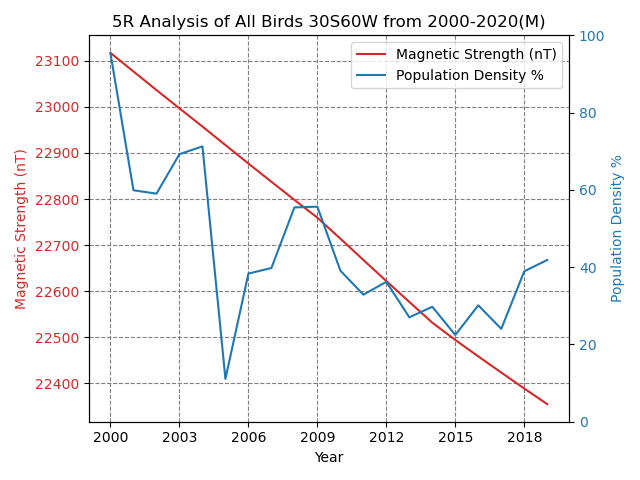 5R Analysis of All Birds 30S60W from 2000-2020(M)
Magnetic Strength (nT)
Population Density %
23100
23000
22900
22800
22700
22600
22500
22400
Magnetic Strength (nT)
100
80
60
40
20
0
Population Density %
2000 2003 2006 2009 2012 2015 2018
Year